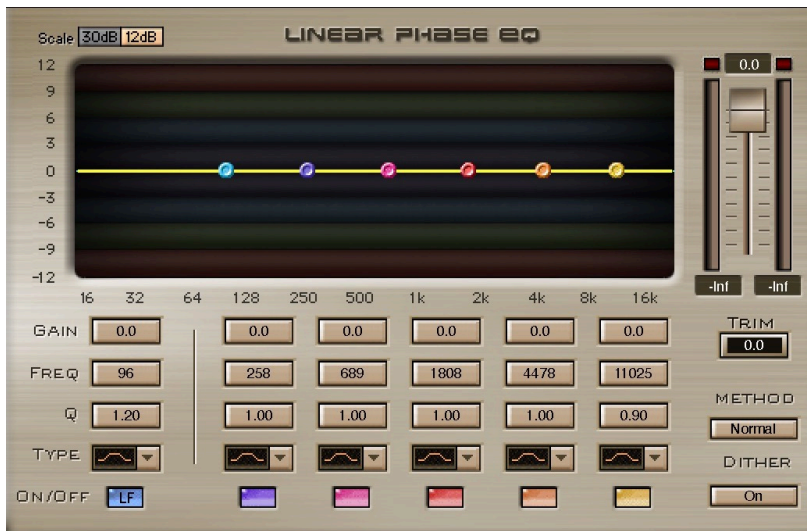 LINEAR PHASE EQ
Scale 30dB 12dB
0.0
12
9
6
3
0
-3
-6
-9
-12
-Inf -Inf
16 32 64 128 250 500 1k 2k 4k 8k 16k
GAIN 0.0 0.0 0.0 0.0 0.0 0.0
TRIM
0.0
FREQ 96 258 689 1808 4478 11025
METHOD
Q 1.20 1.00 1.00 1.00 1.00 0.90
Normal
TYPE
DITHER
ON/OFF LF
On